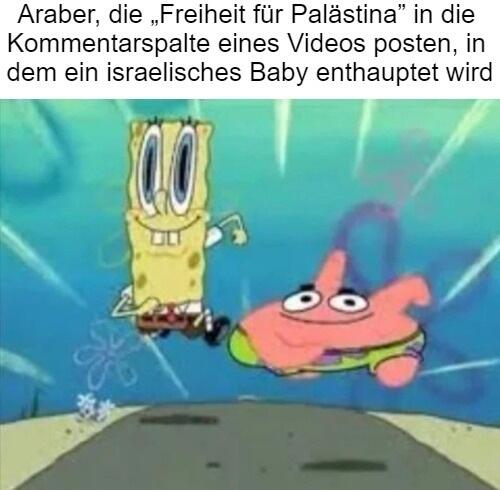 Araber, die „Freiheit für Palästina” in die
Kommentarspalte eines Videos posten, in
dem ein israelisches Baby enthauptet wird